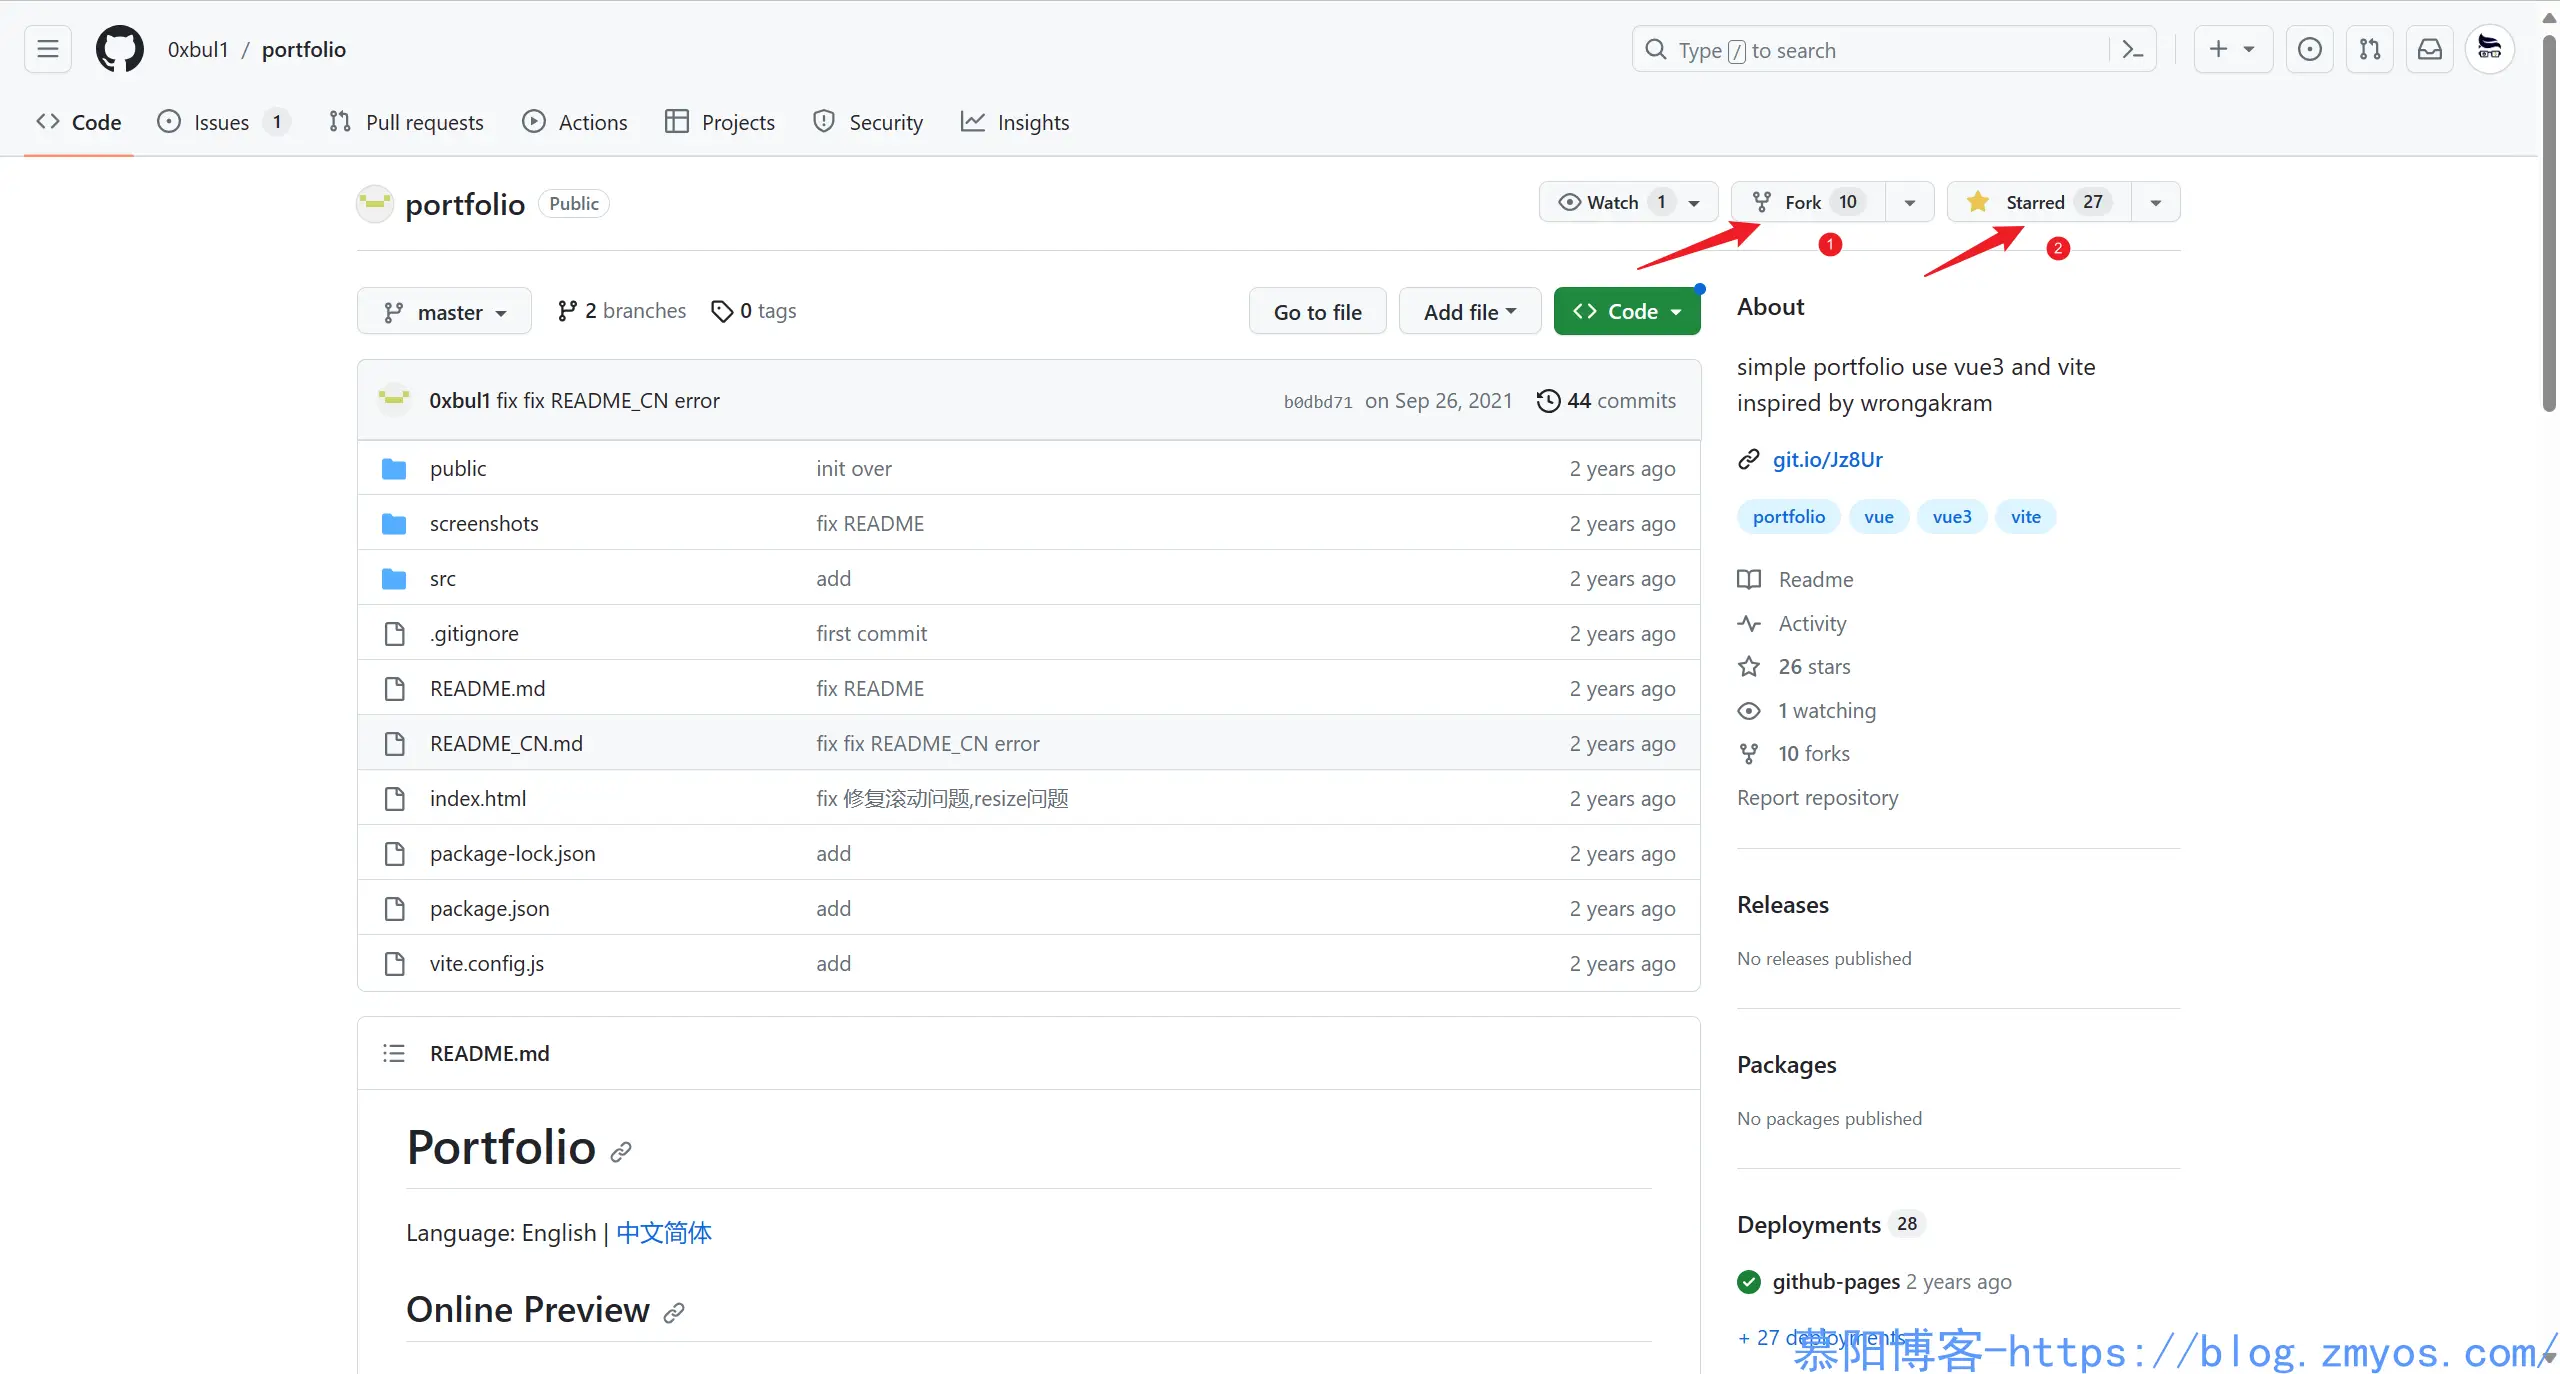 0xbul1 / portfolio
Type / to search
Code Issues 1 Pull requests Actions Projects Security Insights
portfolio Public
Watch 1 Fork 10 Starred 27
1 2
master 2 branches 0 tags
Go to file Add file Code
0xbul1 fix fix README_CN error b0dbd71 on Sep 26, 2021 44 commits
public init over 2 years ago
screenshots fix README 2 years ago
src add 2 years ago
.gitignore first commit 2 years ago
README.md fix README 2 years ago
README_CN.md fix fix README_CN error 2 years ago
index.html fix 修复滚动问题,resize问题 2 years ago
package-lock.json add 2 years ago
package.json add 2 years ago
vite.config.js add 2 years ago
README.md
Portfolio
Language: English | 中文简体
Online Preview
About
simple portfolio use vue3 and vite
inspired by wrongakram
git.io/Jz8Ur
portfolio vue vue3 vite
Readme
Activity
26 stars
1 watching
10 forks
Report repository
Releases
No releases published
Packages
No packages published
Deployments 28
github-pages 2 years ago
+ 27 deployments
慕阳博客-https://blog.zmyos.com/